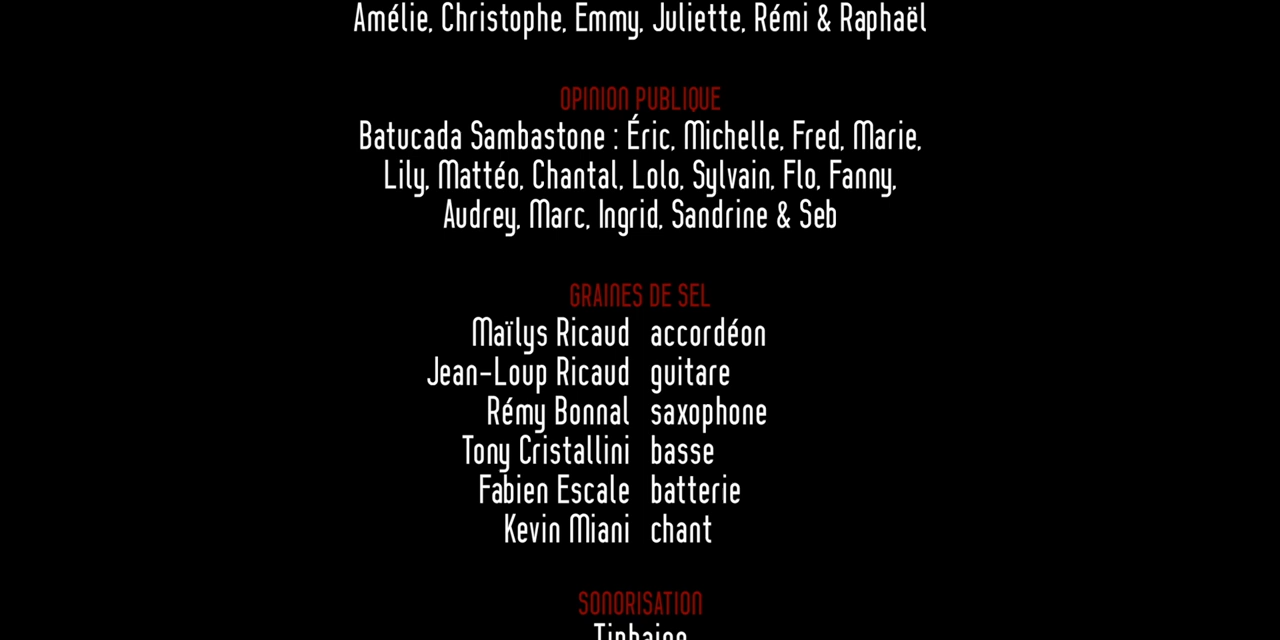 Amélie, Christophe, Emmy, Juliette, Rémi & Raphaël
OPINION PUBLIQUE
Batucada Sambastone : Éric, Michelle, Fred, Marie,
Lily, Mattéo, Chantal, Lolo, Sylvain, Flo, Fanny,
Audrey, Marc, Ingrid, Sandrine & Seb
GRAINES DE SEL
Maïlys Ricaud accordéon
Jean-Loup Ricaud guitare
Rémy Bonnal saxophone
Tony Cristallini basse
Fabien Escale batterie
Kevin Miani chant
SONORISATION